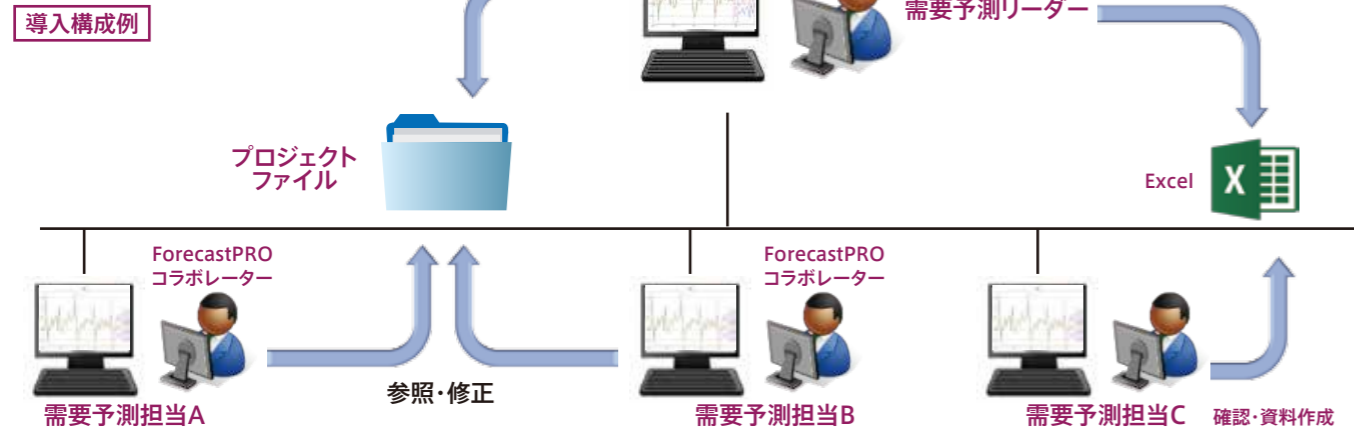 導入構成例
需要予測リーダー
プロジェクト
ファイル
Excel
X
ForecastPRO
コラボレーター
ForecastPRO
コラボレーター
参照・修正
需要予測担当A
需要予測担当B
需要予測担当C
確認・資料作成